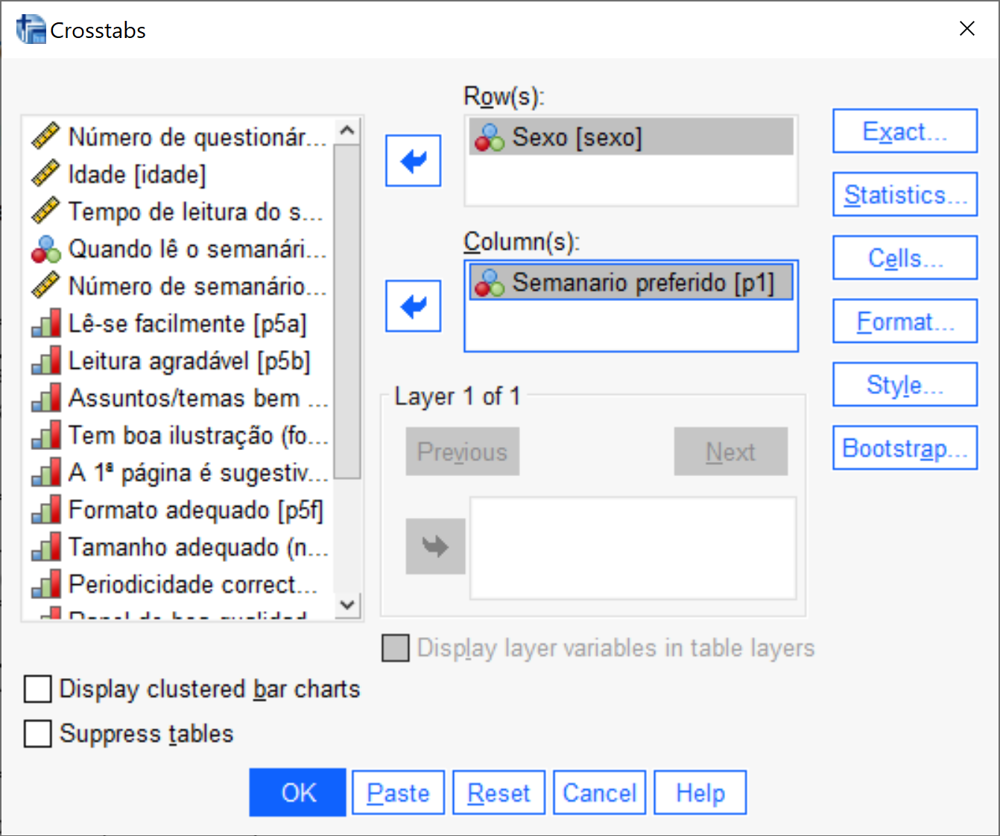 Crosstabs
Número de questionár...
Idade [idade]
Tempo de leitura do s...
Quando lê o semanári...
Número de semanário...
Lê-se facilmente [p5a]
Leitura agradável [p5b]
Assuntos/temas bem ...
Tem boa ilustração (fo...
A 1ª página é sugestiv...
Formato adequado [p5f]
Tamanho adequado (n...
Periodicidade correct...
Row(s):
Sexo [sexo]
Column(s):
Semanario preferido [p1]
Layer 1 of 1
Previous
Next
Display layer variables in table layers
Exact...
Statistics...
Cells...
Format...
Style...
Bootstrap...
Display clustered bar charts
Suppress tables
OK
Paste
Reset
Cancel
Help